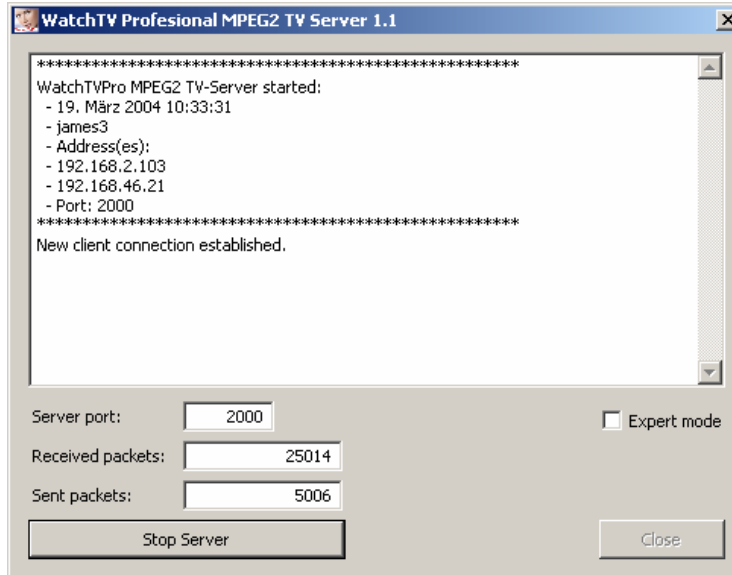 WatchTV Profesional MPEG2 TV Server 1.1
*****************************************************
WatchTVPro MPEG2 TV-Server started:
- 19. März 2004 10:33:31
- james3
- Address(es):
- 192.168.2.103
- 192.168.46.21
- Port: 2000
*****************************************************
New client connection established.
Server port: 2000
Expert mode
Received packets: 25014
Sent packets: 5006
Stop Server
Close